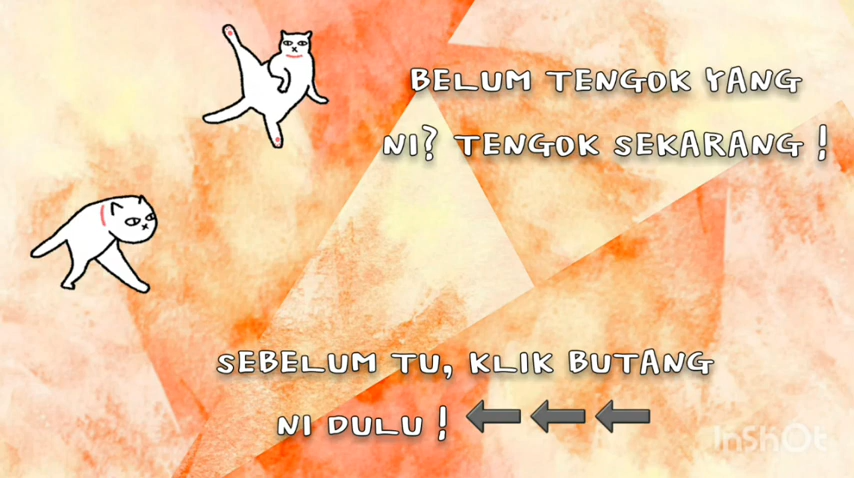 BELUM TENGOK YANG
NI? TENGOK SEKARANG !
SEBELUM TU, KLIK BUTANG
NI DULU !
InShOt